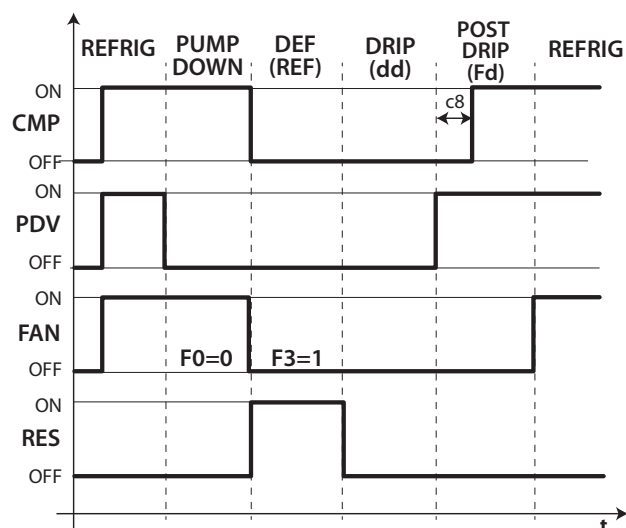 REFRIG
PUMP
DOWN
DEF
(REF)
DRIP
(dd)
POST
DRIP
(Fd)
REFRIG
ON
CMP
OFF
c8
ON
PDV
OFF
ON
FAN
OFF
F0=0
F3=1
ON
RES
OFF
t